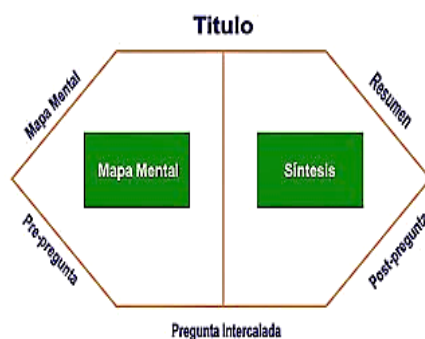 Titulo
Mapa Mental
Resumen
Mapa Mental
Síntesis
Pre-pregunta
Post-pregunta
Pregunta Intercalada